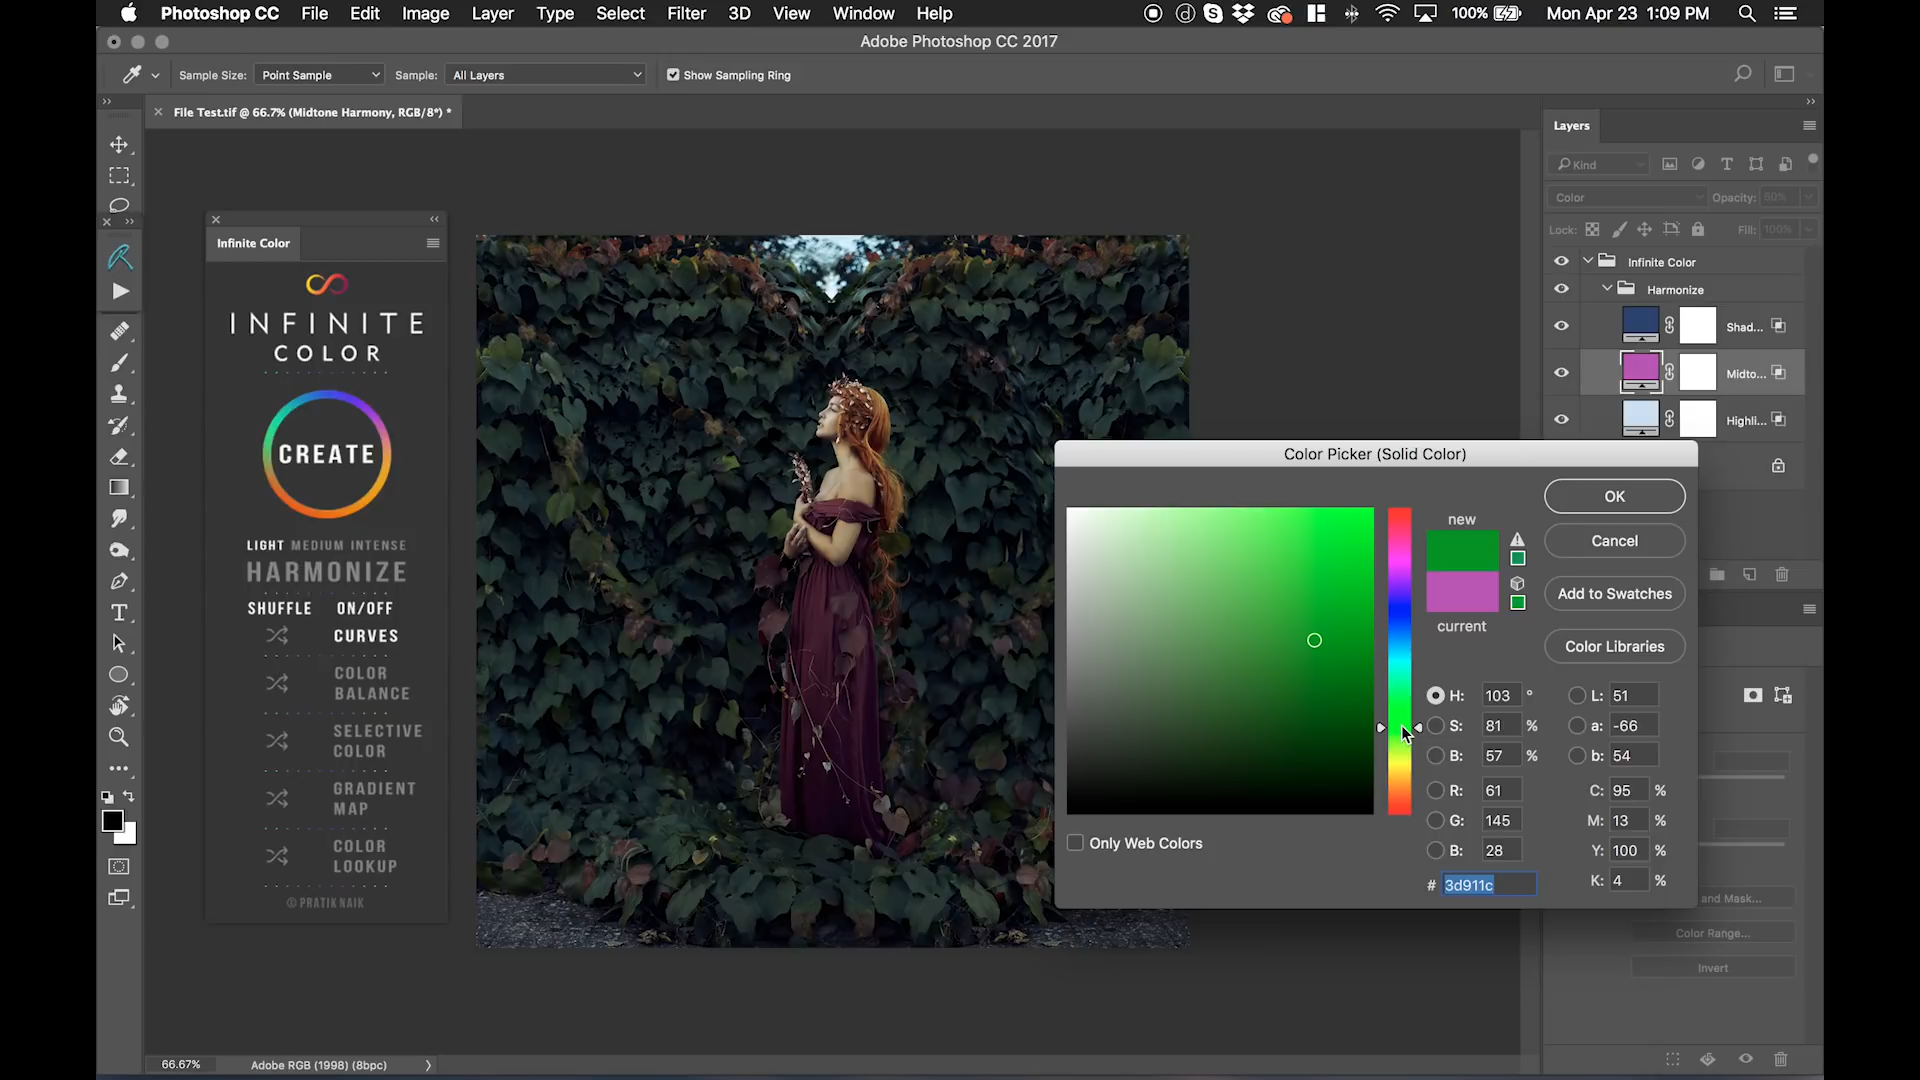 Photoshop CC File Edit Image Layer Type Select Filter 3D View Window Help 100% Mon Apr 23 1:09 PM
Adobe Photoshop CC 2017
Sample Size: Point Sample Sample: All Layers Show Sampling Ring
File Test.tif @ 66.7% (Midtone Harmony, RGB/8*) *
Infinite Color
INFINITE
COLOR
CREATE
LIGHT MEDIUM INTENSE
HARMONIZE
SHUFFLE ON/OFF
CURVES
COLOR
BALANCE
SELECTIVE
COLOR
GRADIENT
MAP
COLOR
LOOKUP
© PRATIK NAIK
Layers
Kind
Color Opacity: 50%
Lock: Fill: 100%
Infinite Color
Harmonize
Shad...
Midto...
Highli...
Color Picker (Solid Color)
new
current
OK
Cancel
Add to Swatches
Color Libraries
H: 103 ° L: 51
S: 81 % a: -66
B: 57 % b: 54
R: 61 C: 95 %
G: 145 M: 13 %
B: 28 Y: 100 %
# 3d911c K: 4 %
Only Web Colors
and Mask...
Color Range...
Invert
66.67% Adobe RGB (1998) (8bpc)